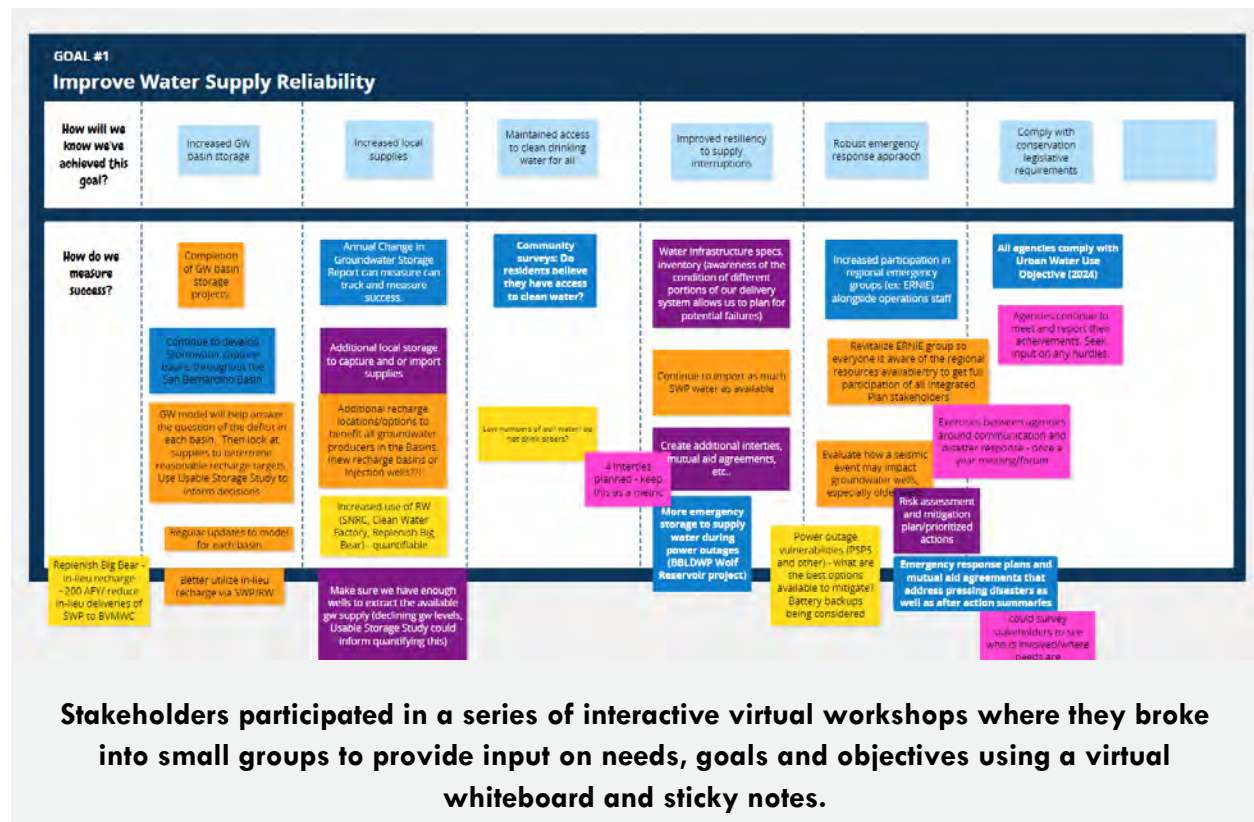 GOAL #1
Improve Water Supply Reliability
How will we
know we've
achieved this
goal?
Increased GW
basin storage
Increased local
supplies
Maintained access
to clean drinking
water for all
Improved resiliency
to supply
interruptions
Robust emergency
response appraoch
Comply with
conservation
legislative
requirements
How do we
measure
success?
Completion
of GW basin
storage
projects
Continue to develop
Stormwater capture
basins throughout the
San Bernardino Basin
GW model will help answer
the question of the deficit in
each basin. Then look at
supplies to determine
reasonable recharge targets.
Use Usable Storage Study to
inform decisions
Regular updates to model
for each basin
Replenish Big Bear -
in-lieu recharge
~200 AFY/ reduce
in-lieu deliveries of
SWP to BVMWC
Better utilize in-lieu
recharge via SWP/RW
Annual Change in
Groundwater Storage
Report can measure can
track and measure
success.
Additional local storage
to capture and or import
supplies
Additional recharge
locations/options to
benefit all groundwater
producers in the Basins.
(new recharge basins or
Injection wells??)
Increased use of RW
(SNRC, Clean Water
Factory, Replenish Big
Bear) - quantifiable
Make sure we have enough
wells to extract the available
gw supply (declining gw levels,
Usable Storage Study could
inform quantifying this)
Community
surveys: Do
residents believe
they have access
to clean water?
Low numbers of boil water/ do
not drink orders?
4 interties
planned - keep
this as a metric
Water Infrastructure specs.
inventory (awareness of the
condition of different
portions of our delivery
system allows us to plan for
potential failures)
Continue to import as much
SWP water as available
Create additional interties,
mutual aid agreements,
etc..
More emergency
storage to supply
water during
power outages
(BBLDWP Wolf
Reservoir project)
Increased participation in
regional emergency
groups (ex: ERNIE)
alongside operations staff
Revitalize ERNIE group so
everyone is aware of the regional
resources available/try to get full
participation of all Integrated
Plan stakeholders
Evaluate how a seismic
event may impact
groundwater wells,
especially older
Power outage
vulnerabilities (PSPS
and other) - what are
the best options
available to mitigate?
Battery backups
being considered
Risk assessment
and mitigation
plan/prioritized
actions
Emergency response plans and
mutual aid agreements that
address pressing disasters as
well as after action summaries
All agencies comply with
Urban Water Use
Objective (2024)
Agencies continue to
meet and report their
achievements. Seek
input on any hurdles.
Exercises between agencies
around communication and
disaster response - once a
year meeting/forum
could survey
stakeholders to see
who is involved/where
needs are
Stakeholders participated in a series of interactive virtual workshops where they broke
into small groups to provide input on needs, goals and objectives using a virtual
whiteboard and sticky notes.